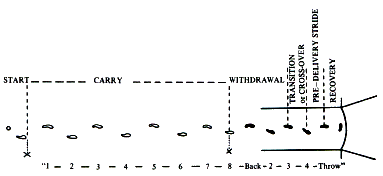 START
CARRY
WITHDRAWAL
TRANSITION
or CROSS-OVER
PRE-DELIVERY STRIDE
RECOVERY
"1 - 2 - 3 - 4 - 5 - 6 - 7 - 8 -Back - 2 - 3 - 4 -Throw"